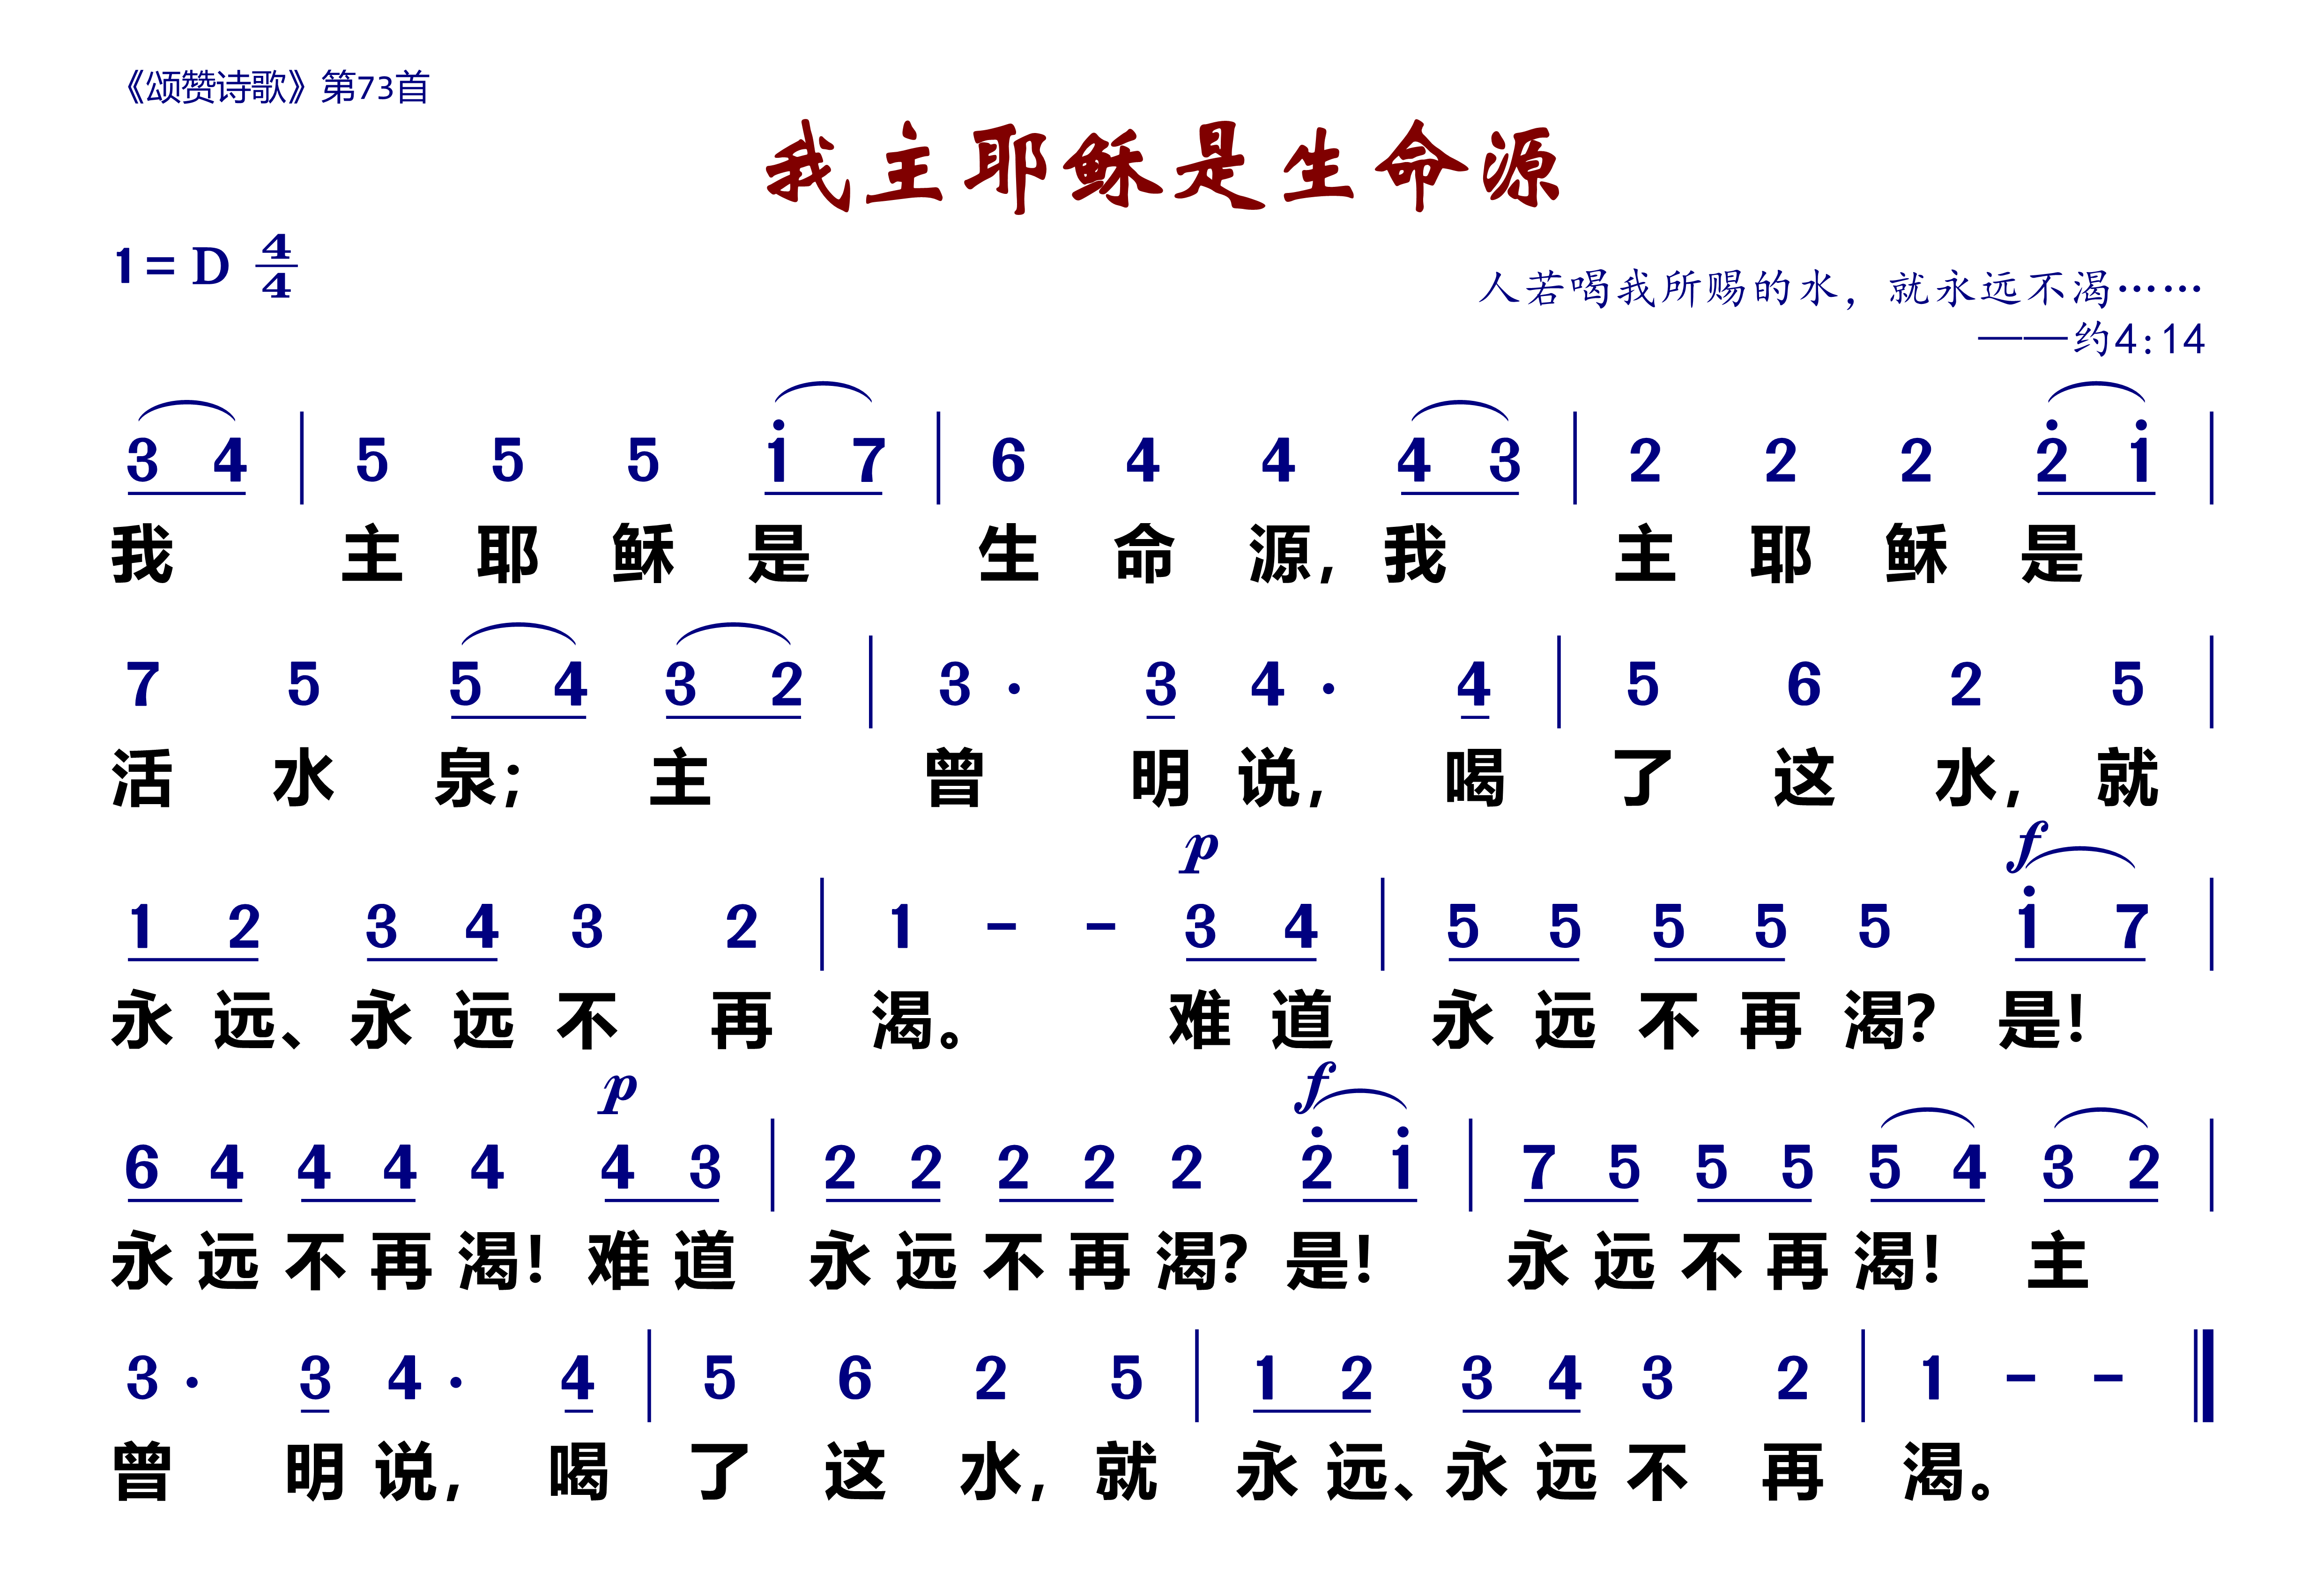 《颂赞诗歌》第73首
我主耶稣是生命源
1=D 4/4
人若喝我所赐的水，就永远不渴……
——约4:14
3 4 | 5 5 5 i 7 | 6 4 4 4 3 | 2 2 2 2̇ i |
我 主 耶 稣 是 生 命 源, 我 主 耶 稣 是
7 5 5 4 3 2 | 3 · 3 4 · 4 | 5 6 2 5 |
活 水 泉; 主 曾 明 说, 喝 了 这 水, 就
p f
1 2 3 4 3 2 | 1 - - 3 4 | 5 5 5 5 5 i 7 |
永 远、永 远 不 再 渴。 难 道 永 远 不 再 渴? 是!
p f
6 4 4 4 4 4 3 | 2 2 2 2 2 2̇ i | 7 5 5 5 5 4 3 2 |
永 远 不 再 渴! 难 道 永 远 不 再 渴? 是! 永 远 不 再 渴! 主
3 · 3 4 · 4 | 5 6 2 5 | 1 2 3 4 3 2 | 1 - - ‖
曾 明 说, 喝 了 这 水, 就 永 远、永 远 不 再 渴。